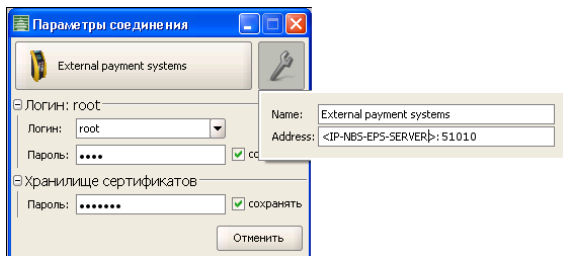 Параметры соединения
External payment systems
Name: External payment systems
Address: <IP-NBS-EPS-SERVER>:51010
Логин: root
Логин: root
Пароль: •••• со
Хранилище сертификатов
Пароль: ••••••• сохранять
Отменить